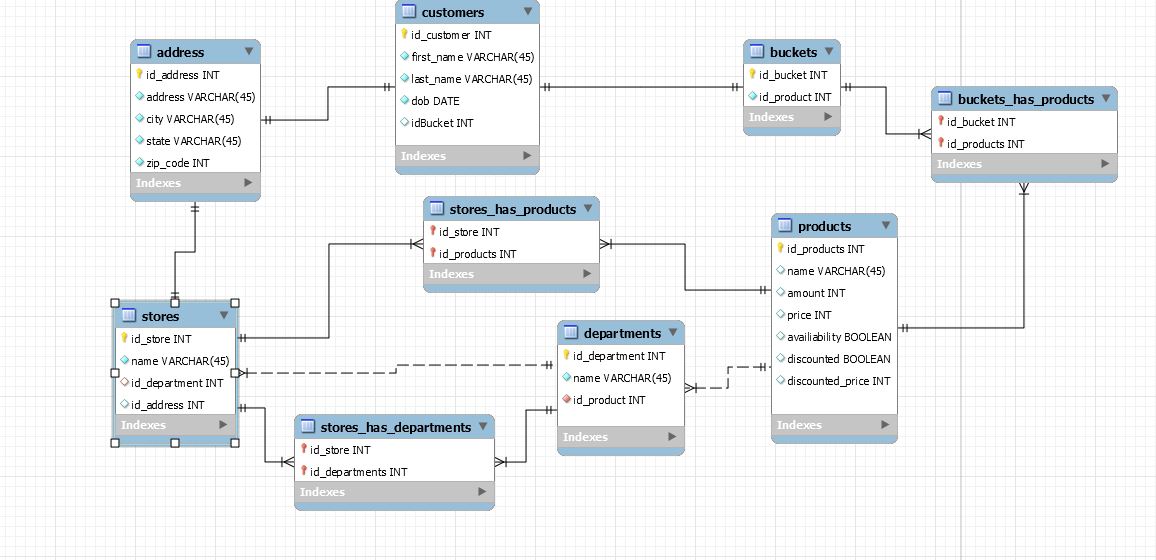 customers
id_customer INT
first_name VARCHAR(45)
last_name VARCHAR(45)
dob DATE
idBucket INT
Indexes
address
id_address INT
address VARCHAR(45)
city VARCHAR(45)
state VARCHAR(45)
zip_code INT
Indexes
buckets
id_bucket INT
id_product INT
Indexes
buckets_has_products
id_bucket INT
id_products INT
Indexes
stores_has_products
id_store INT
id_products INT
Indexes
products
id_products INT
name VARCHAR(45)
amount INT
price INT
availiability BOOLEAN
discounted BOOLEAN
discounted_price INT
Indexes
stores
id_store INT
name VARCHAR(45)
id_department INT
id_address INT
Indexes
departments
id_department INT
name VARCHAR(45)
id_product INT
Indexes
stores_has_departments
id_store INT
id_departments INT
Indexes